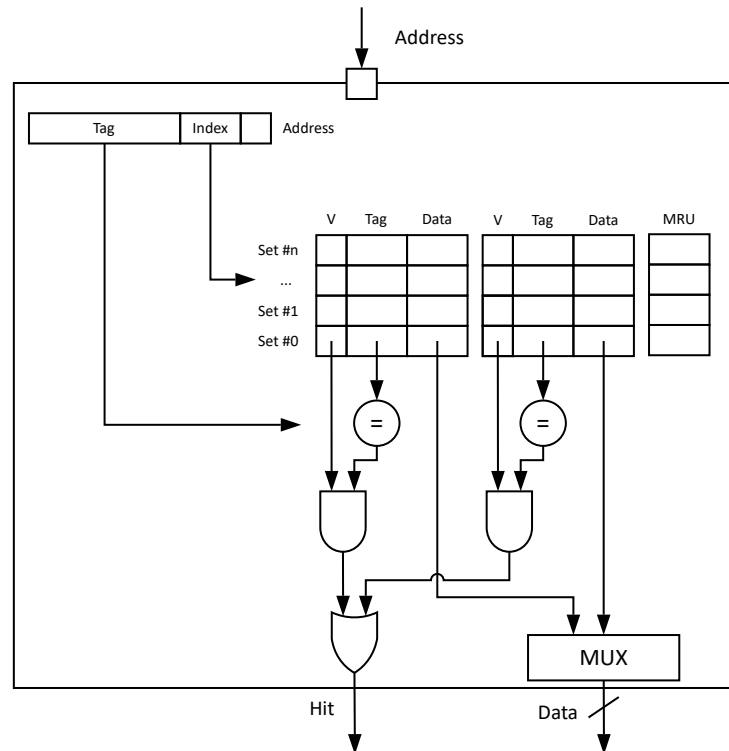 Address
Tag Index Address
V Tag Data V Tag Data MRU
Set #n
...
Set #1
Set #0
= =
MUX
Hit Data